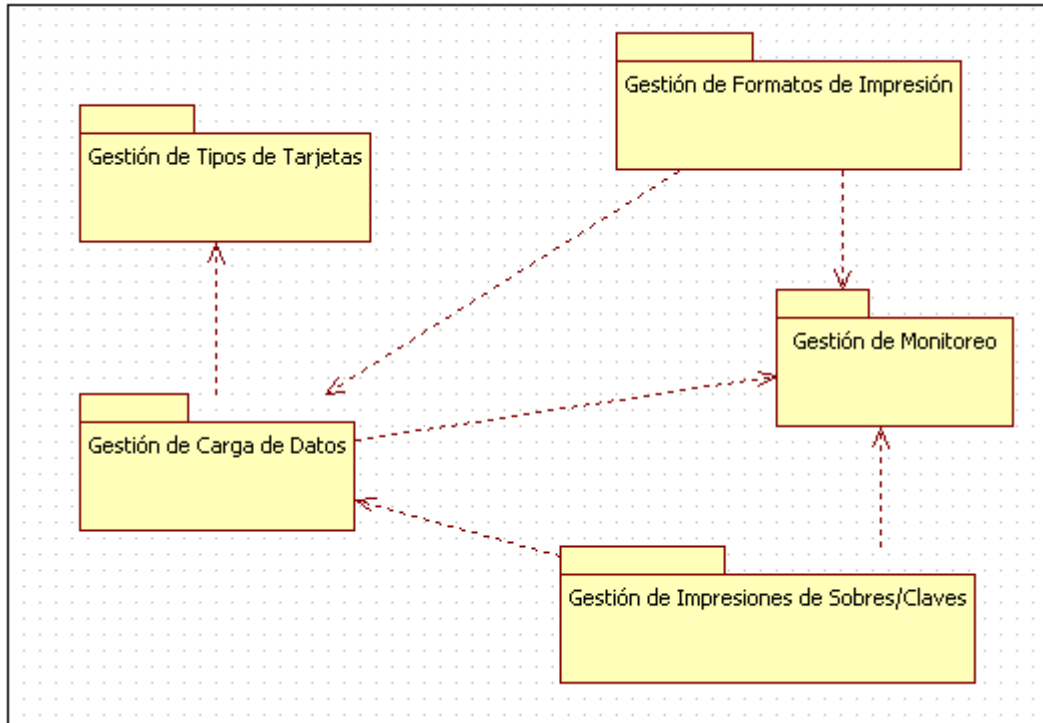 Gestión de Formatos de Impresión
Gestión de Tipos de Tarjetas
Gestión de Monitoreo
Gestión de Carga de Datos
Gestión de Impresiones de Sobres/Claves